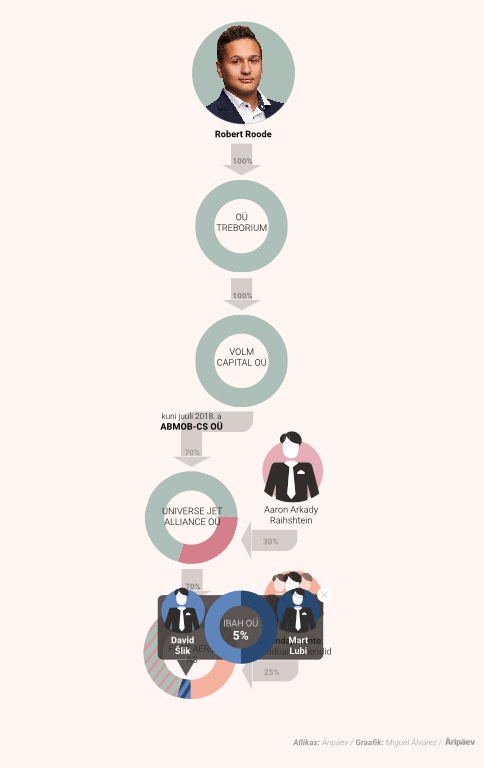 Robert Roode
100%
OÜ
TREBORIUM
100%
VOLM
CAPITAL OÜ
kuni juuli 2018. a
ABMOB-CS OÜ
70%
UNIVERSE JET
ALLIANCE OÜ
Aaron Arkady
Raihshtein
30%
70%
IBAH OÜ
5%
David
Šlik
Mart
Lubi
AS
25%
Allikas: Äripäev / Graafik: Miguel Álvarez / Äripäev